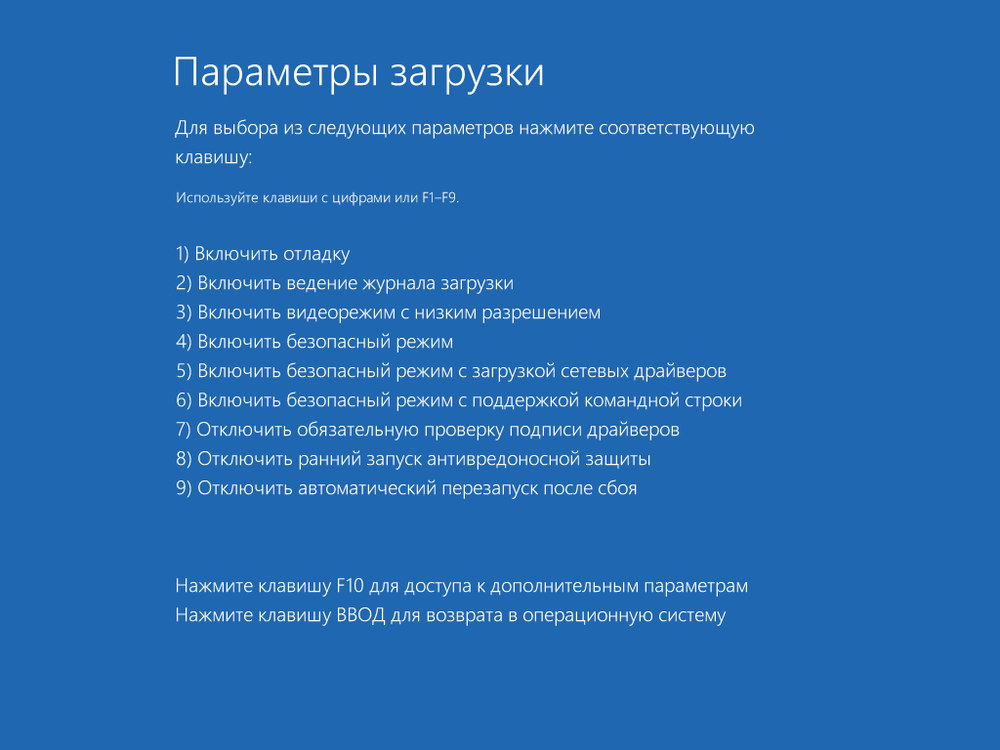 Параметры загрузки
Для выбора из следующих параметров нажмите соответствующую
клавишу:
Используйте клавиши с цифрами или F1–F9.
1) Включить отладку
2) Включить ведение журнала загрузки
3) Включить видеорежим с низким разрешением
4) Включить безопасный режим
5) Включить безопасный режим с загрузкой сетевых драйверов
6) Включить безопасный режим с поддержкой командной строки
7) Отключить обязательную проверку подписи драйверов
8) Отключить ранний запуск антивредоносной защиты
9) Отключить автоматический перезапуск после сбоя
Нажмите клавишу F10 для доступа к дополнительным параметрам
Нажмите клавишу ВВОД для возврата в операционную систему